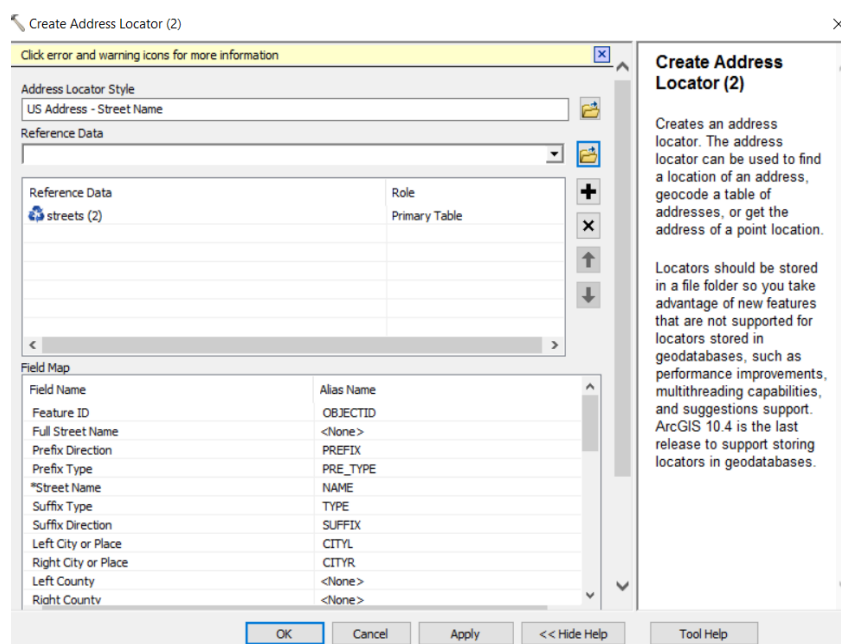 Create Address Locator (2)
Click error and warning icons for more information
Address Locator Style
US Address - Street Name
Reference Data
Reference Data Role
streets (2) Primary Table
Field Map
Field Name Alias Name
Feature ID OBJECTID
Full Street Name <None>
Prefix Direction PREFIX
Prefix Type PRE_TYPE
*Street Name NAME
Suffix Type TYPE
Suffix Direction SUFFIX
Left City or Place CITYL
Right City or Place CITYR
Left County <None>
Right County <None>
OK Cancel Apply << Hide Help Tool Help
Create Address
Locator (2)
Creates an address
locator. The address
locator can be used to find
a location of an address,
geocode a table of
addresses, or get the
address of a point location.
Locators should be stored
in a file folder so you take
advantage of new features
that are not supported for
locators stored in
geodatabases, such as
performance improvements,
multithreading capabilities,
and suggestions support.
ArcGIS 10.4 is the last
release to support storing
locators in geodatabases.